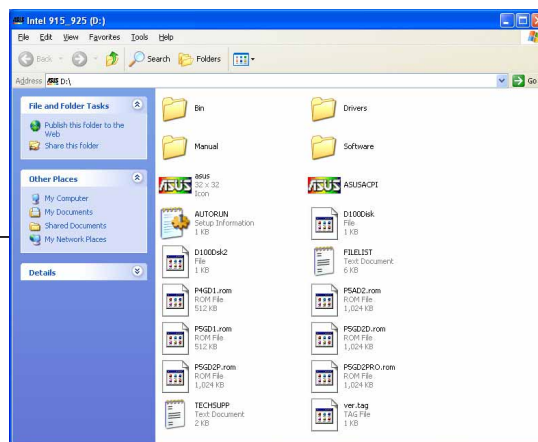 Intel 915_925 (D:)
File Edit View Favorites Tools Help
Back Search Folders
Address D:\ Go
File and Folder Tasks
Publish this folder to the
Web
Share this folder
Other Places
My Computer
My Documents
Shared Documents
My Network Places
Details
Bin
Drivers
Manual
Software
ASUS
asus
32 x 32
Icon
ASUS
ASUSACPI
AUTORUN
Setup Information
1 KB
D100Dsk
File
1 KB
D100Dsk2
File
1 KB
FILELIST
Text Document
6 KB
P4GD1.rom
ROM File
512 KB
P5AD2.rom
ROM File
1,024 KB
P5GD1.rom
ROM File
512 KB
P5GD2D.rom
ROM File
1,024 KB
P5GD2P.rom
ROM File
1,024 KB
P5GD2PRO.rom
ROM File
1,024 KB
TECHSUPP
Text Document
2 KB
ver.tag
TAG File
1 KB